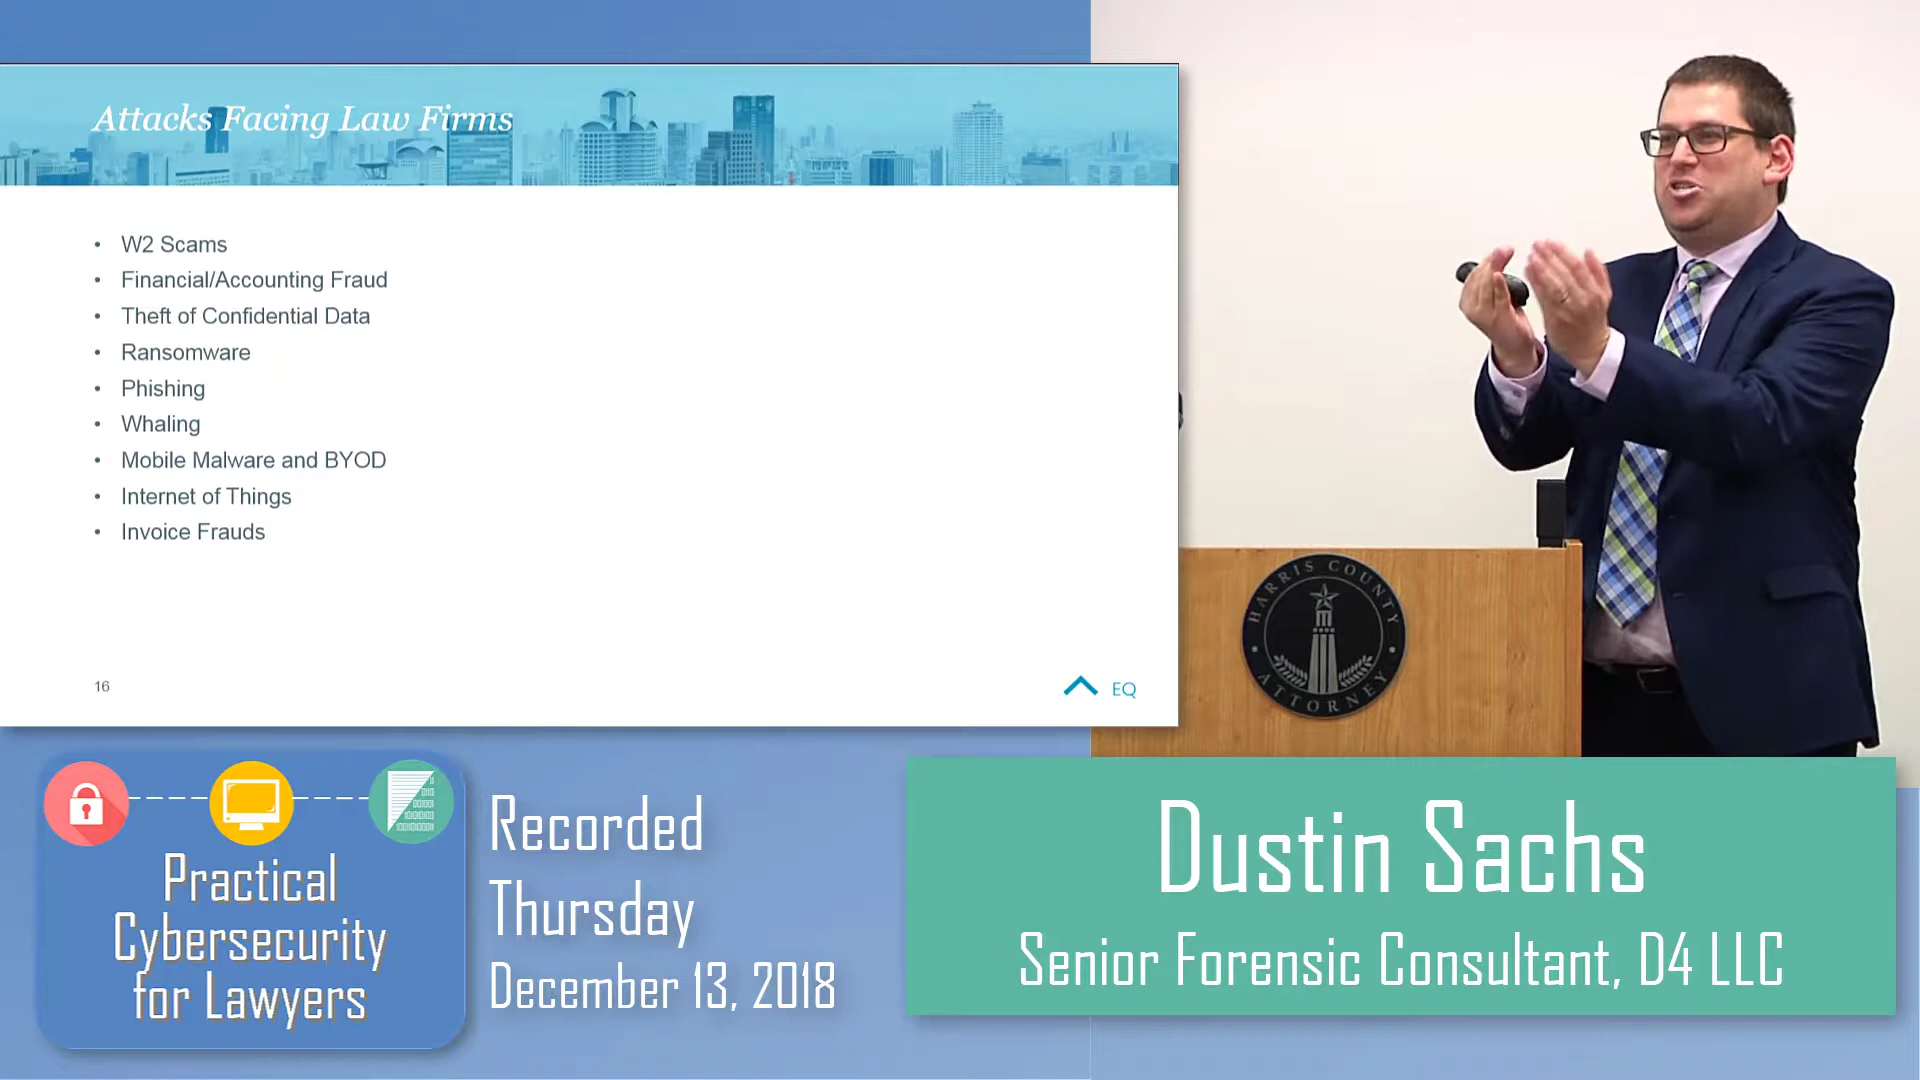 Attacks Facing Law Firms
• W2 Scams
• Financial/Accounting Fraud
• Theft of Confidential Data
• Ransomware
• Phishing
• Whaling
• Mobile Malware and BYOD
• Internet of Things
• Invoice Frauds
16
EQ
HARRIS COUNTY
ATTORNEY
Practical
Cybersecurity
for Lawyers
Recorded
Thursday
December 13, 2018
Dustin Sachs
Senior Forensic Consultant, D4 LLC